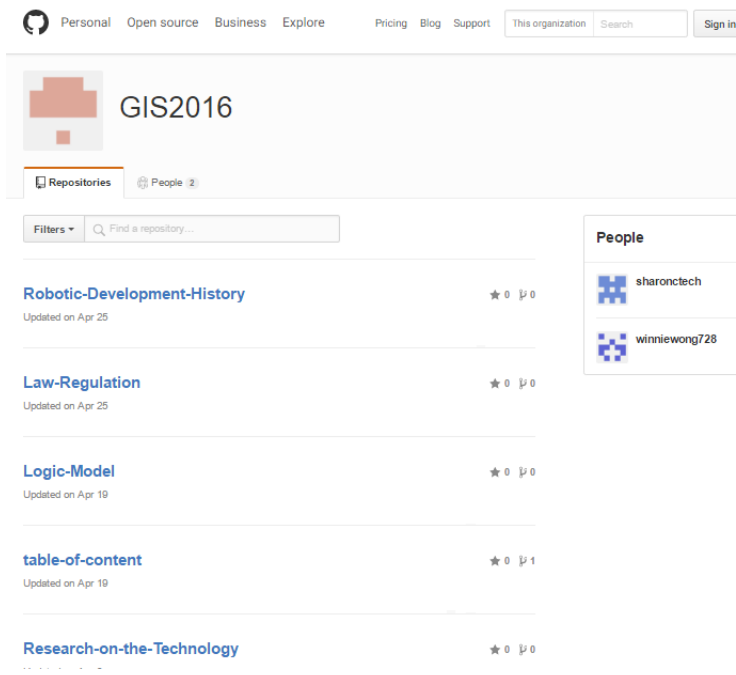 Personal Open source Business Explore Pricing Blog Support This organization Search Sign in
GIS2016
Repositories People 2
Filters Find a repository...
People
Robotic-Development-History 0 0
Updated on Apr 25
sharonctech
winniewong728
Law-Regulation 0 0
Updated on Apr 25
Logic-Model 0 0
Updated on Apr 19
table-of-content 0 1
Updated on Apr 19
Research-on-the-Technology 0 0